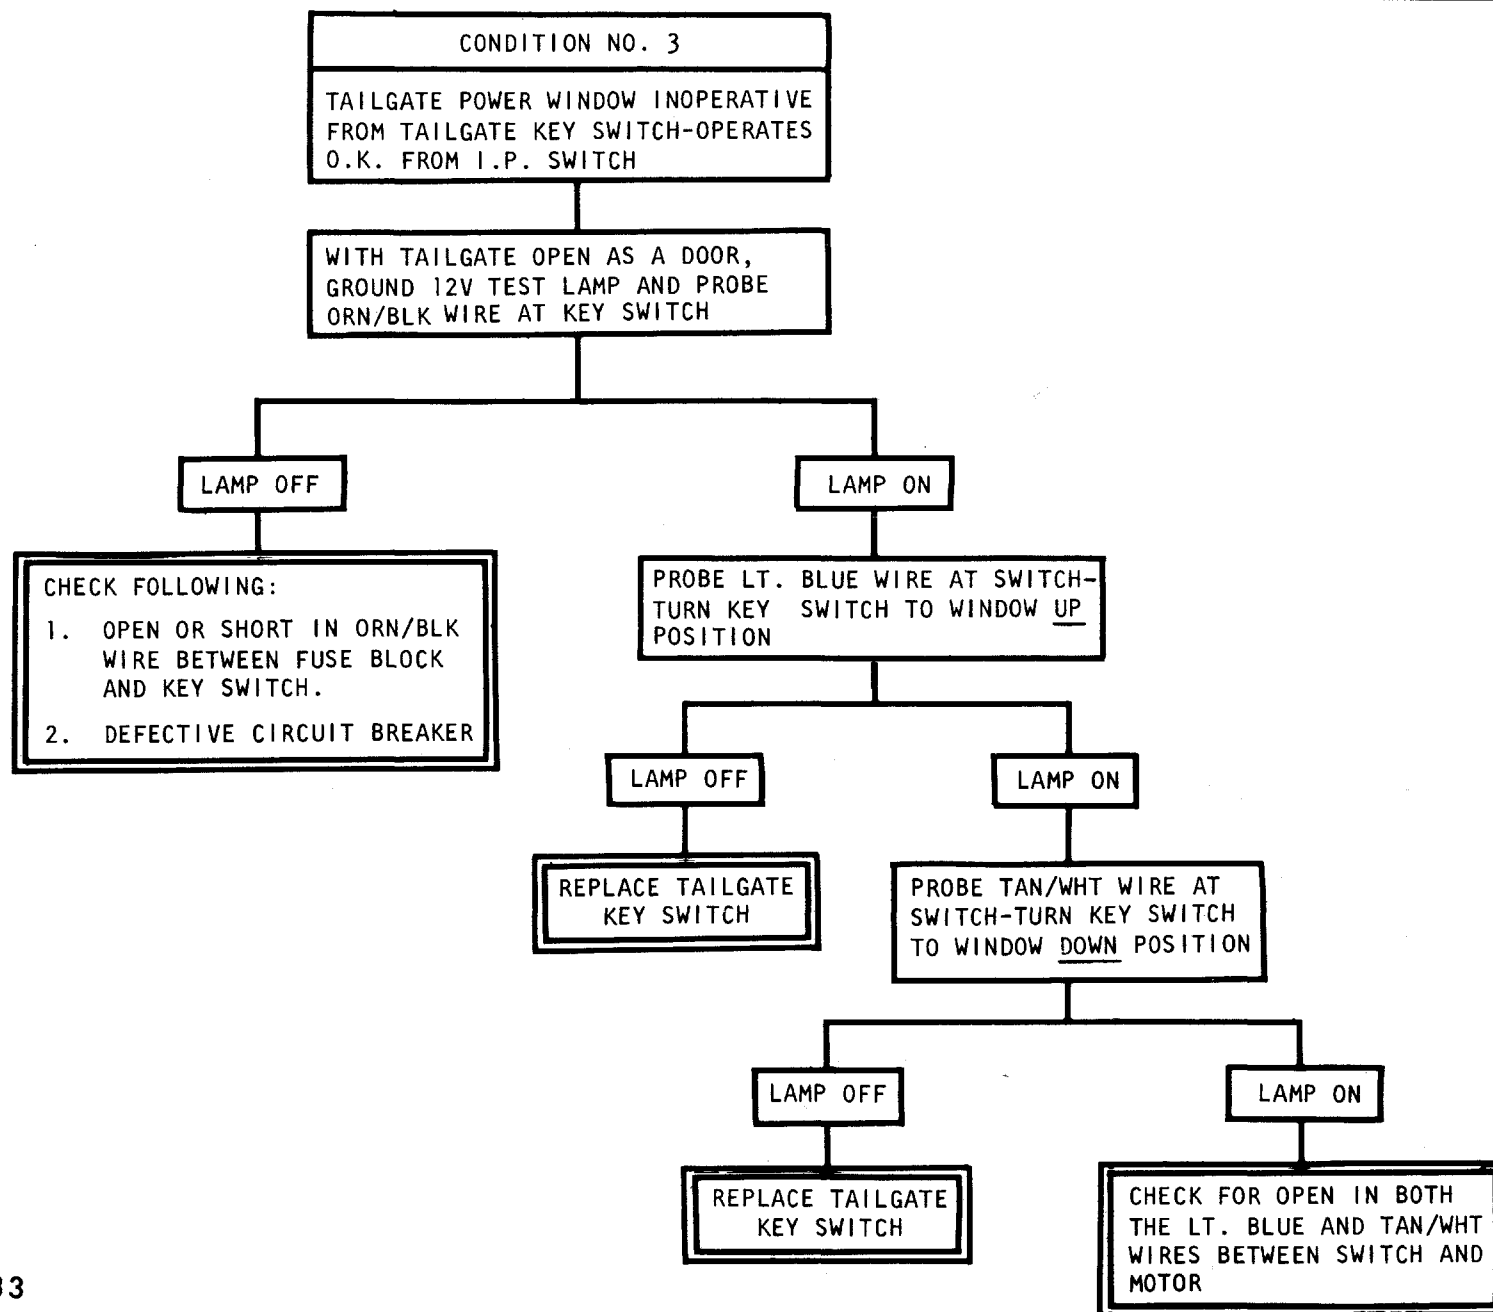 CONDITION NO. 3
TAILGATE POWER WINDOW INOPERATIVE
FROM TAILGATE KEY SWITCH-OPERATES
O.K. FROM I.P. SWITCH
WITH TAILGATE OPEN AS A DOOR,
GROUND 12V TEST LAMP AND PROBE
ORN/BLK WIRE AT KEY SWITCH
LAMP OFF
LAMP ON
CHECK FOLLOWING:
1. OPEN OR SHORT IN ORN/BLK
WIRE BETWEEN FUSE BLOCK
AND KEY SWITCH.
2. DEFECTIVE CIRCUIT BREAKER
PROBE LT. BLUE WIRE AT SWITCH-
TURN KEY SWITCH TO WINDOW UP
POSITION
LAMP OFF
LAMP ON
REPLACE TAILGATE
KEY SWITCH
PROBE TAN/WHT WIRE AT
SWITCH-TURN KEY SWITCH
TO WINDOW DOWN POSITION
LAMP OFF
LAMP ON
REPLACE TAILGATE
KEY SWITCH
CHECK FOR OPEN IN BOTH
THE LT. BLUE AND TAN/WHT
WIRES BETWEEN SWITCH AND
MOTOR